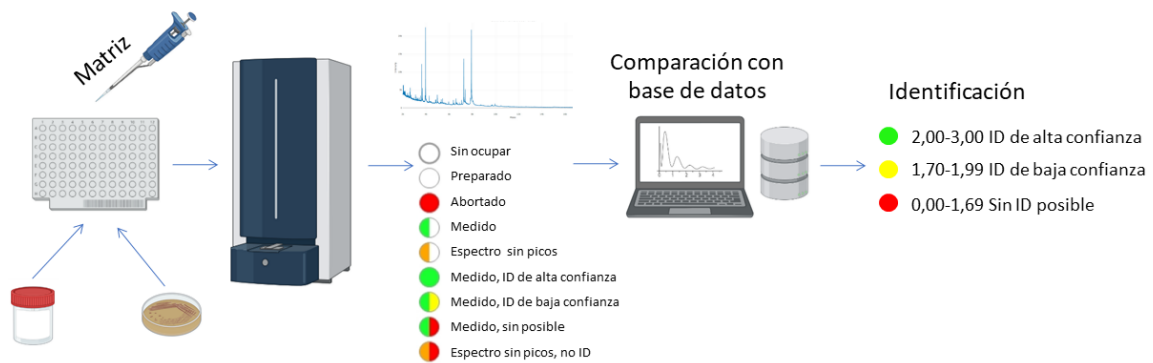 Matriz
Sin ocupar
Preparado
Abortado
Medido
Espectro sin picos
Medido, ID de alta confianza
Medido, ID de baja confianza
Medido, sin posible
Espectro sin picos, no ID
Comparación con
base de datos
Identificación
2,00-3,00 ID de alta confianza
1,70-1,99 ID de baja confianza
0,00-1,69 Sin ID posible